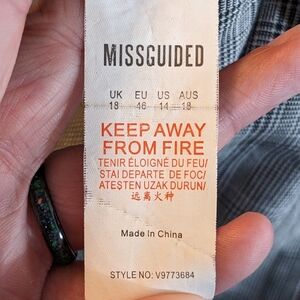 MISSGUIDED
UK EU US AUS
18 46 14 18
KEEP AWAY
FROM FIRE
TENIR ÉLOIGNÉ DU FEU/
STAI DEPARTE DE FOC/
ATEŞTEN UZAK DURUN/
远离火种
Made In China
STYLE NO: V9773684